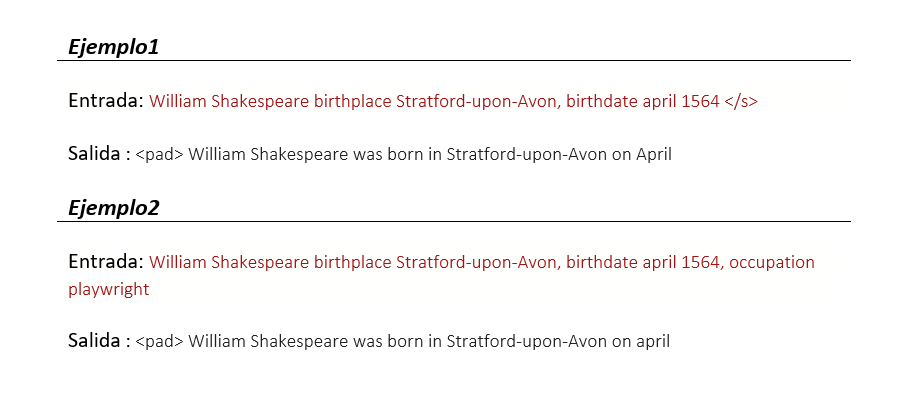 Ejemplo1
Entrada: William Shakespeare birthplace Stratford-upon-Avon, birthdate april 1564 </s>
Salida : <pad> William Shakespeare was born in Stratford-upon-Avon on April
Ejemplo2
Entrada: William Shakespeare birthplace Stratford-upon-Avon, birthdate april 1564, occupation
playwright
Salida : <pad> William Shakespeare was born in Stratford-upon-Avon on april